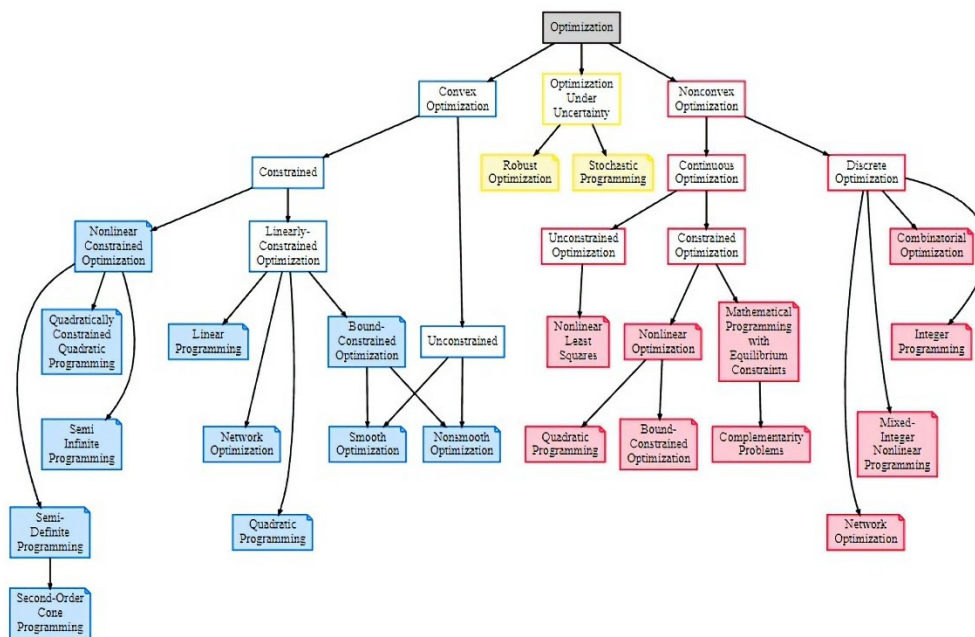 Optimization
Convex
Optimization
Optimization
Under
Uncertainty
Nonconvex
Optimization
Constrained
Robust
Optimization
Stochastic
Programming
Continuous
Optimization
Discrete
Optimization
Nonlinear
Constrained
Optimization
Linearly-
Constrained
Optimization
Unconstrained
Optimization
Constrained
Optimization
Combinatorial
Optimization
Quadratically
Constrained
Quadratic
Programming
Linear
Programming
Bound-
Constrained
Optimization
Unconstrained
Nonlinear
Least
Squares
Nonlinear
Optimization
Mathematical
Programming
with
Equilibrium
Constraints
Integer
Programming
Semi
Infinite
Programming
Network
Optimization
Smooth
Optimization
Nonsmooth
Optimization
Quadratic
Programming
Bound-
Constrained
Optimization
Complementarity
Problems
Mixed-
Integer
Nonlinear
Programming
Semi-
Definite
Programming
Quadratic
Programming
Network
Optimization
Second-Order
Cone
Programming